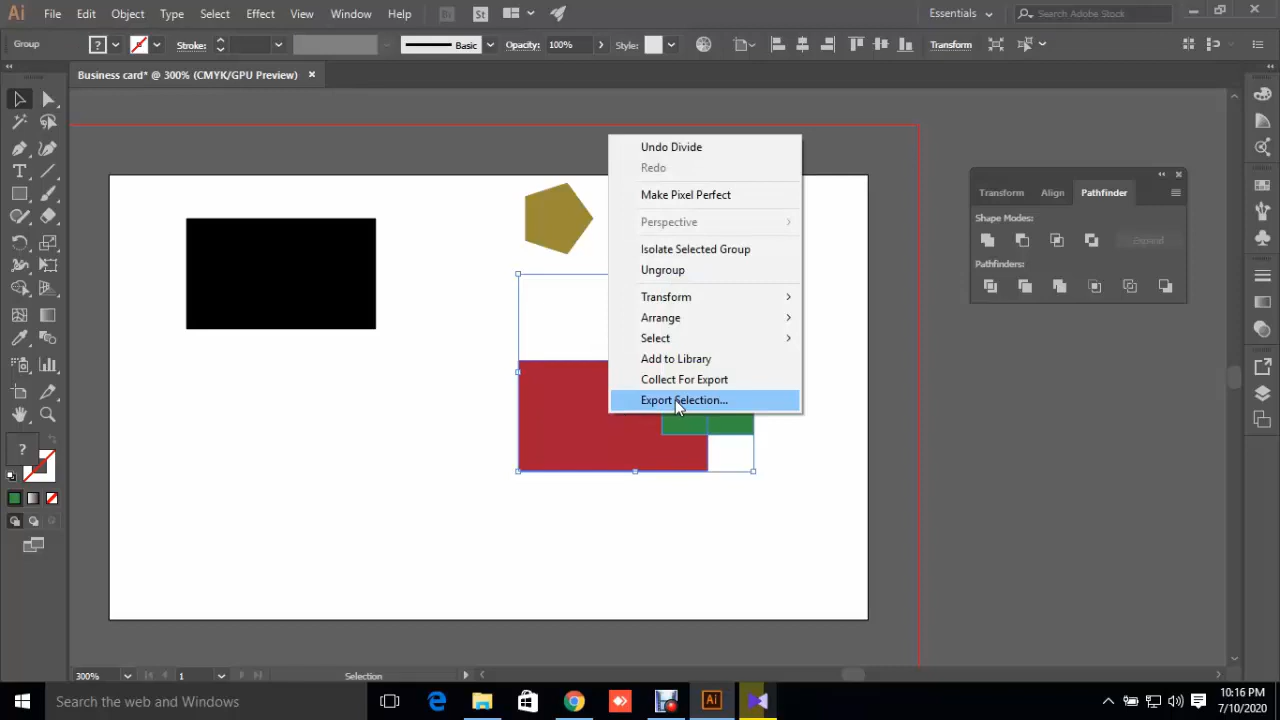 Ai File Edit Object Type Select Effect View Window Help Br St Essentials Search Adobe Stock
Group ? Stroke: Basic Opacity: 100% Style: Transform
Business card* @ 300% (CMYK/GPU Preview)
Undo Divide
Redo
Make Pixel Perfect
Perspective
Isolate Selected Group
Ungroup
Transform
Arrange
Select
Add to Library
Collect For Export
Export Selection...
Transform Align Pathfinder
Shape Modes:
Expand
Pathfinders:
?
300% 1 Selection
Search the web and Windows
Ai
10:16 PM
7/10/2020